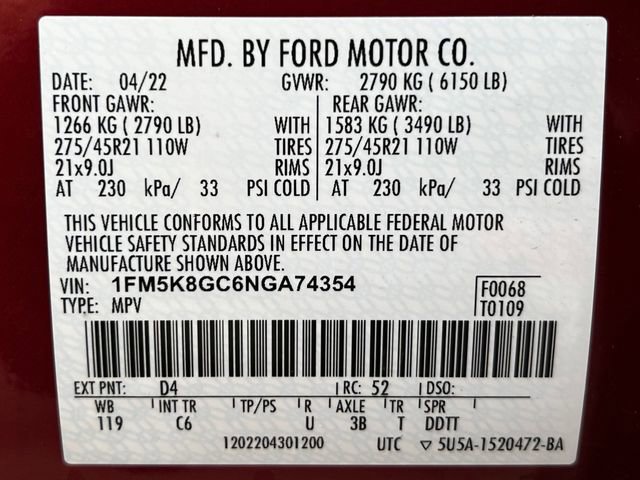 MFD. BY FORD MOTOR CO.
DATE: 04/22 GVWR: 2790 KG ( 6150 LB)
FRONT GAWR: REAR GAWR:
1266 KG ( 2790 LB) WITH 1583 KG ( 3490 LB) WITH
275/45R21 110W TIRES 275/45R21 110W TIRES
21x9.0J RIMS 21x9.0J RIMS
AT 230 kPa/ 33 PSI COLD AT 230 kPa/ 33 PSI COLD
THIS VEHICLE CONFORMS TO ALL APPLICABLE FEDERAL MOTOR
VEHICLE SAFETY STANDARDS IN EFFECT ON THE DATE OF
MANUFACTURE SHOWN ABOVE.
VIN: 1FM5K8GC6NGA74354 F0068
TYPE: MPV T0109
EXT PNT: D4 RC: 52 DSO:
WB INT TR TP/PS R AXLE TR SPR
119 C6 U 3B T DDTT
1202204301200 UTC ▽ 5U5A-1520472-BA